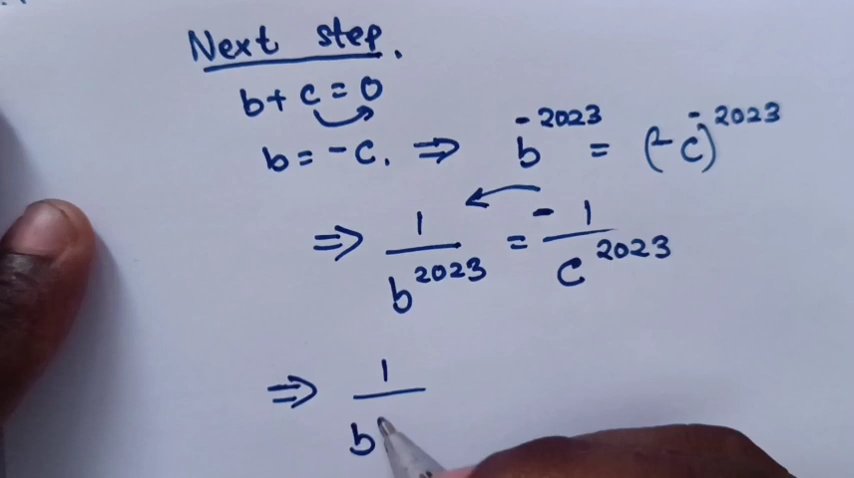 Next step.
b + c = 0
b = -c. ⇒ b^-2023 = (-c)^-2023
⇒ 1/b^2023 = -1/c^2023
⇒ 1/b